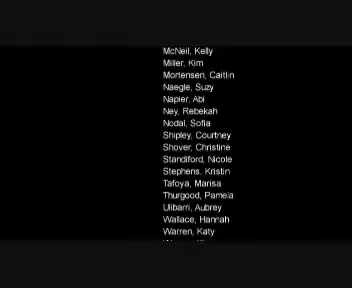 McNeil, Kelly
Miller, Kim
Mortensen, Caitlin
Naegle, Suzy
Napier, Abi
Ney, Rebekah
Nodal, Sofia
Shipley, Courtney
Shover, Christine
Standiford, Nicole
Stephens, Kristin
Tafoya, Marisa
Thurgood, Pamela
Ulibarri, Aubrey
Wallace, Hannah
Warren, Katy